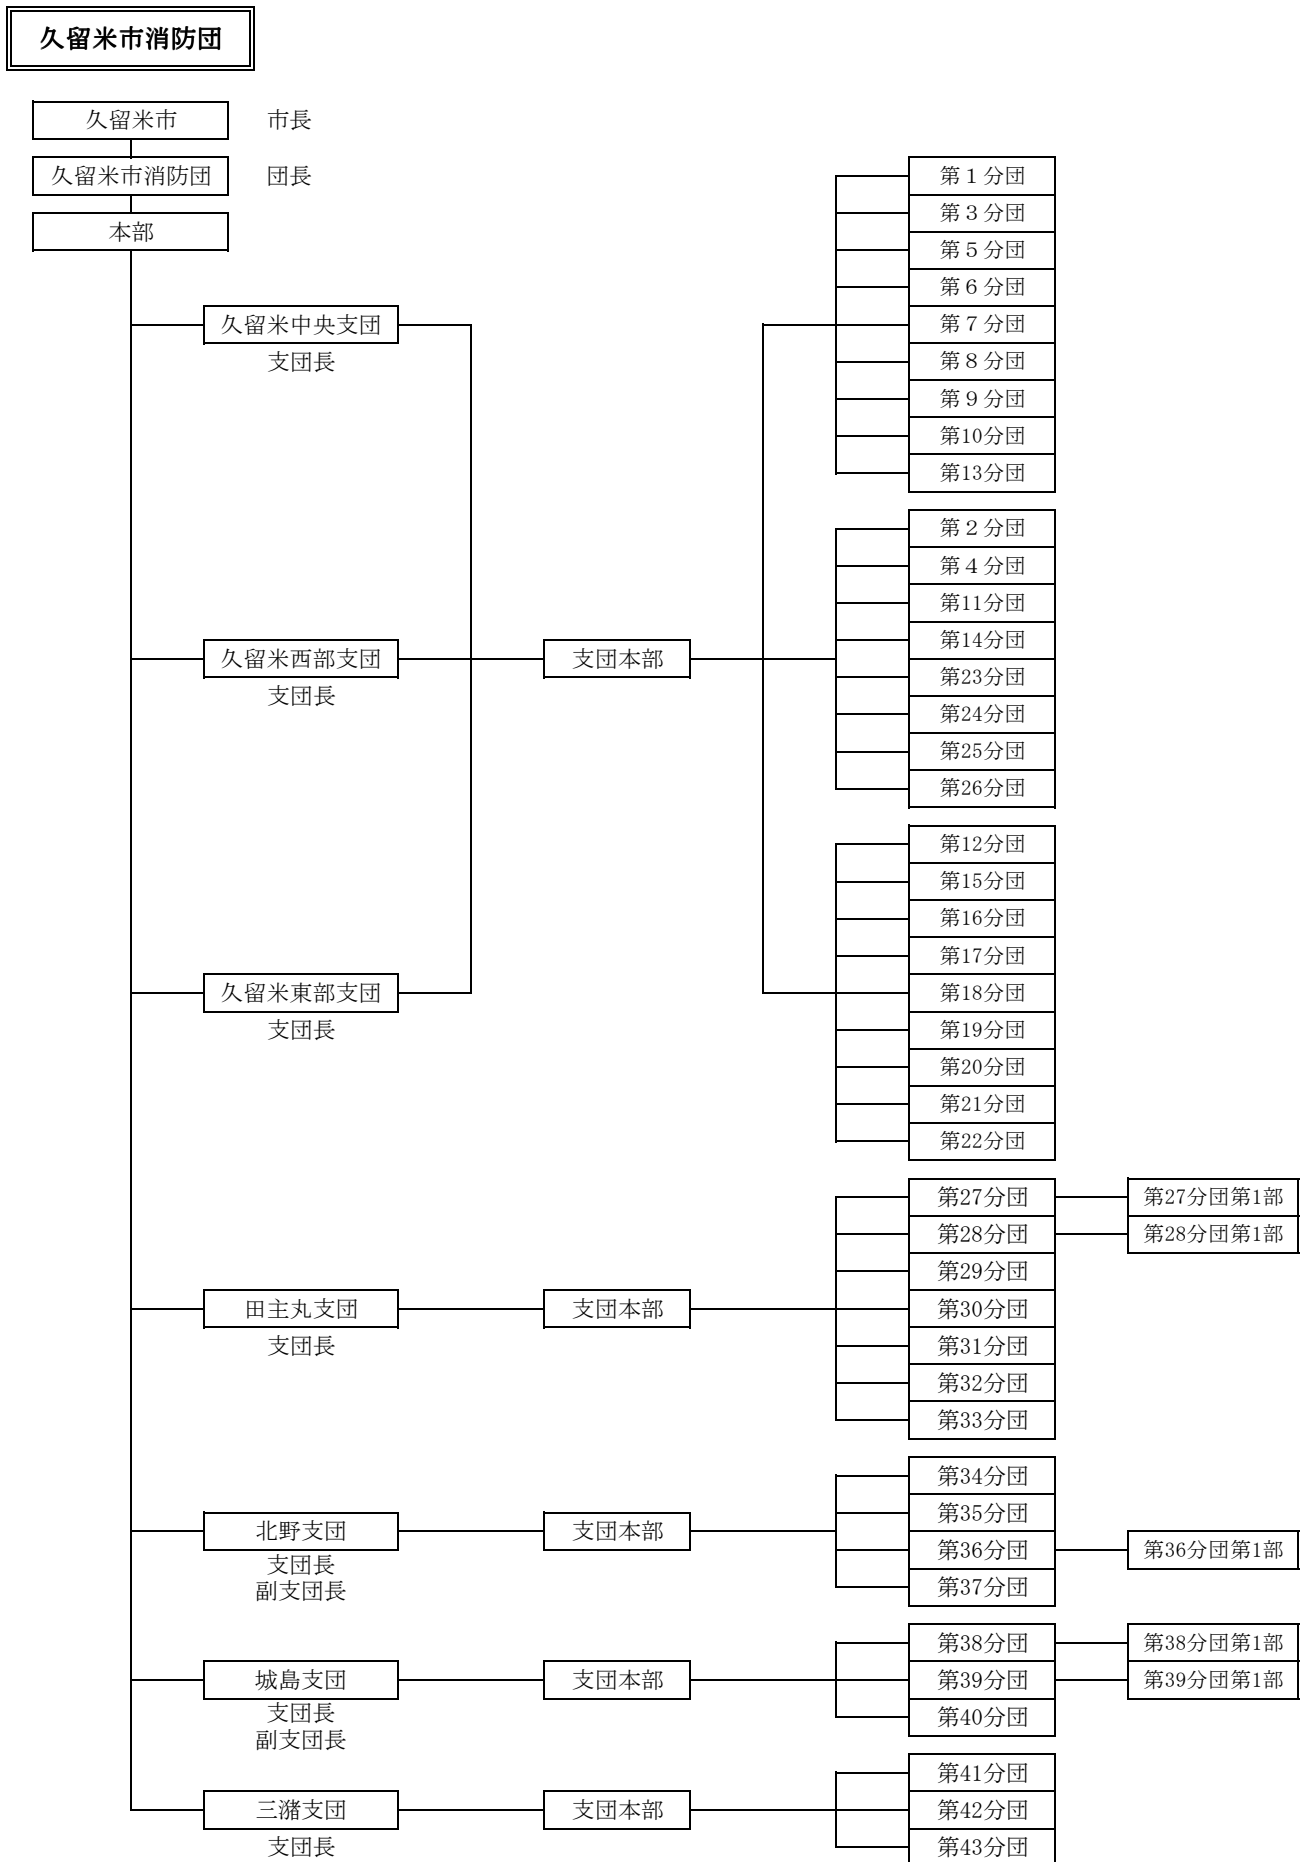 久留米市消防団
久留米市 市長
久留米市消防団 団長
本部
第１分団
第３分団
第５分団
第６分団
久留米中央支団
支団長
第７分団
第８分団
第９分団
第10分団
第13分団
第２分団
第４分団
第11分団
第14分団
久留米西部支団
支団長
支団本部
第23分団
第24分団
第25分団
第26分団
第12分団
第15分団
第16分団
第17分団
久留米東部支団
支団長
第18分団
第19分団
第20分団
第21分団
第22分団
第27分団 第27分団第1部
第28分団 第28分団第1部
第29分団
田主丸支団
支団長
支団本部
第30分団
第31分団
第32分団
第33分団
第34分団
第35分団
北野支団
支団長
副支団長
支団本部
第36分団 第36分団第1部
第37分団
第38分団 第38分団第1部
城島支団
支団長
副支団長
支団本部
第39分団 第39分団第1部
第40分団
第41分団
三潴支団
支団長
支団本部
第42分団
第43分団